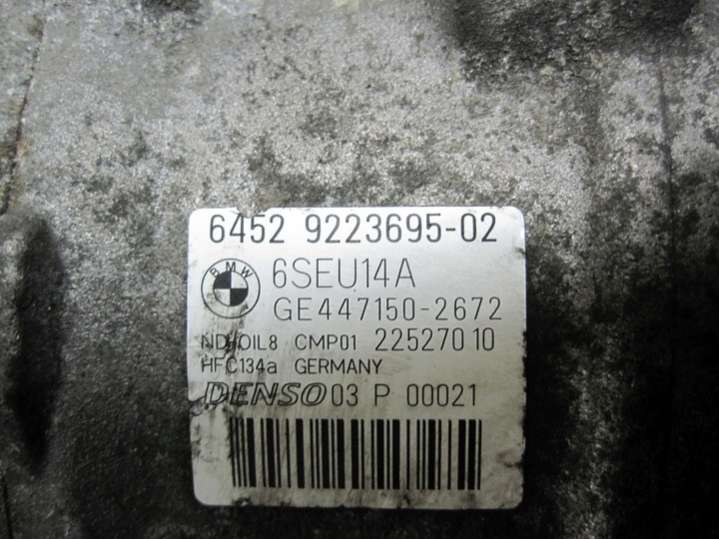 6452 9223695-02
BMW 6SEU14A
GE447150-2672
ND-OIL8 CMP01 22527010
HFC134a GERMANY
DENSO 03 P 00021